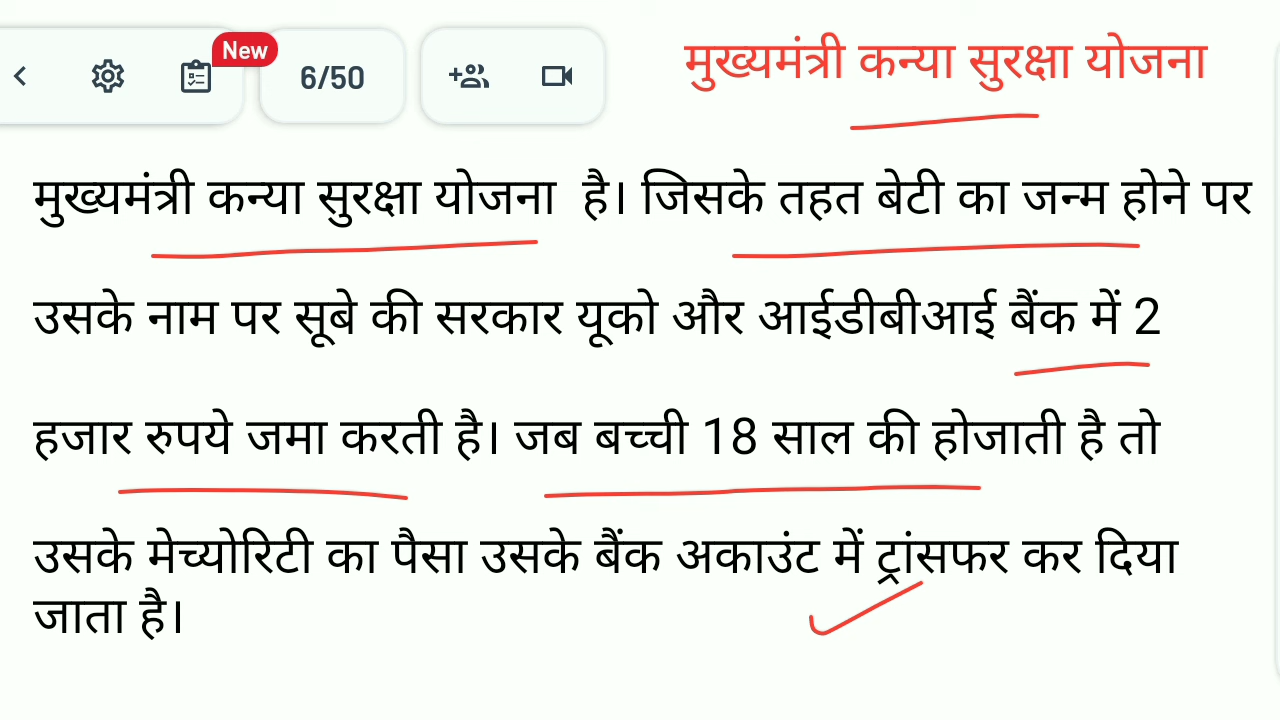 New
6/50
मुख्यमंत्री कन्या सुरक्षा योजना
मुख्यमंत्री कन्या सुरक्षा योजना है। जिसके तहत बेटी का जन्म होने पर
उसके नाम पर सूबे की सरकार यूको और आईडीबीआई बैंक में 2
हजार रुपये जमा करती है। जब बच्ची 18 साल की होजाती है तो
उसके मेच्योरिटी का पैसा उसके बैंक अकाउंट में ट्रांसफर कर दिया
जाता है।